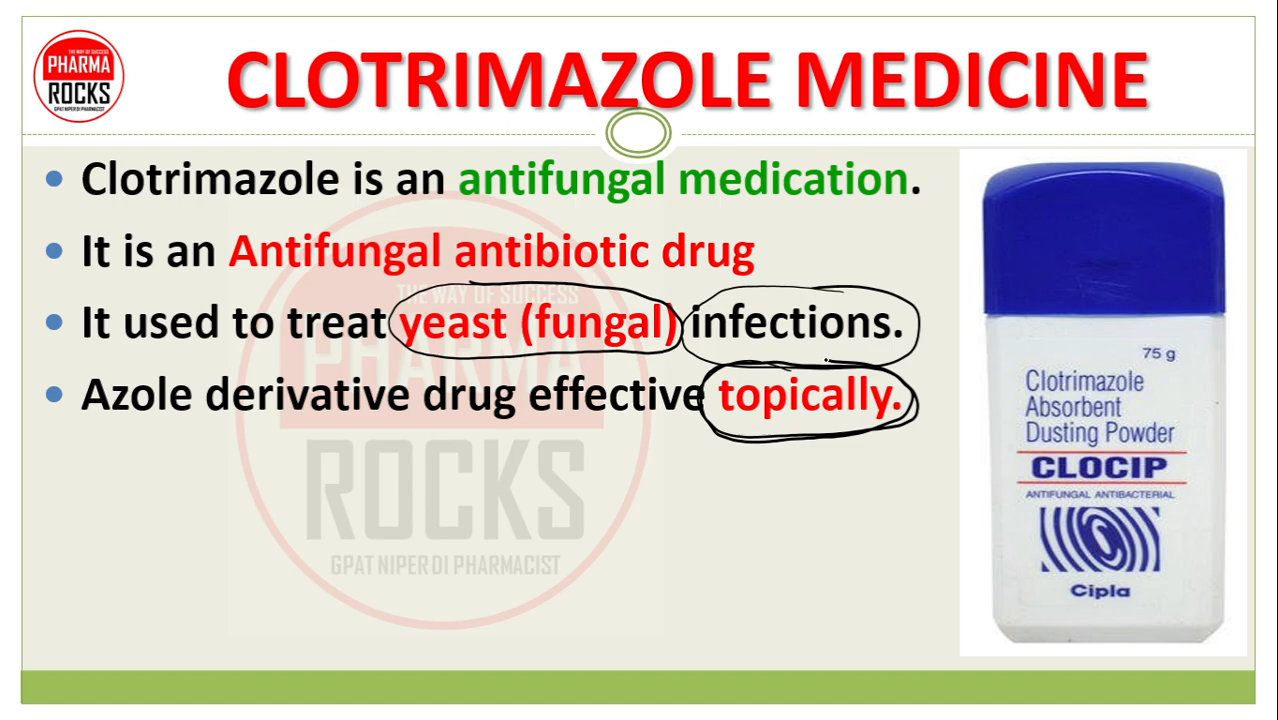 THE WAY OF SUCCESS
PHARMA
ROCKS
GPAT NIPER DI PHARMACIST
CLOTRIMAZOLE MEDICINE
• Clotrimazole is an antifungal medication.
• It is an Antifungal antibiotic drug
• It used to treat yeast (fungal) infections.
• Azole derivative drug effective topically.
THE WAY OF SUCCESS
PHARMA
ROCKS
GPAT NIPER DI PHARMACIST
75 g
Clotrimazole
Absorbent
Dusting Powder
CLOCIP
ANTIFUNGAL ANTIBACTERIAL
Cipla